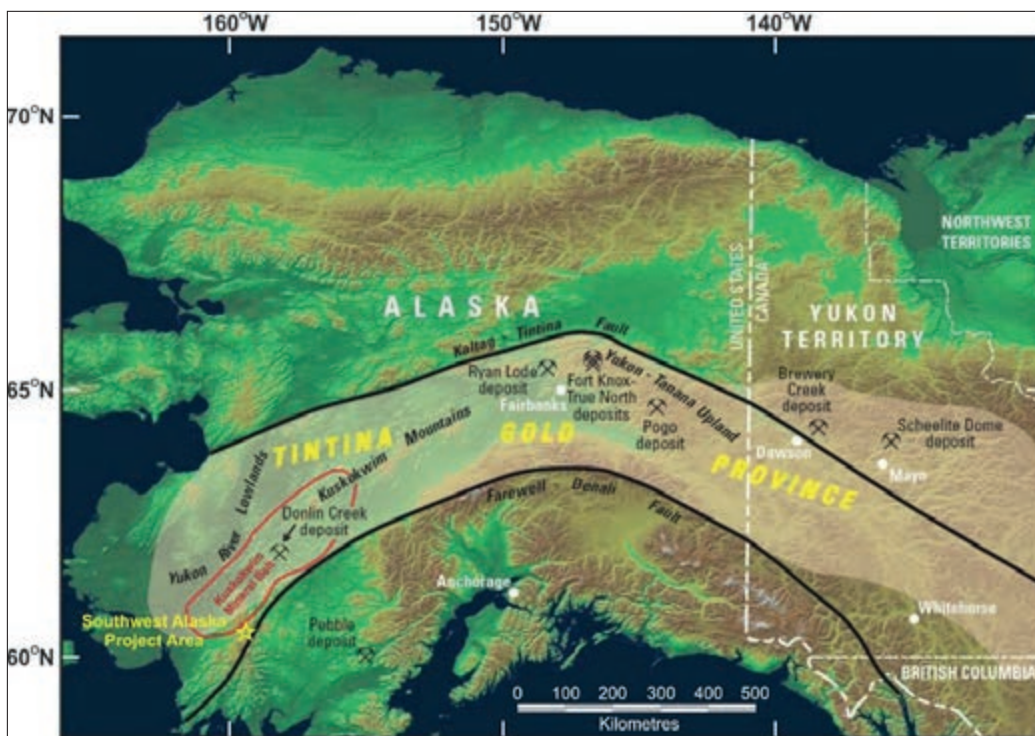 160°W
150°W
140°W
70°N
65°N
60°N
NORTHWEST
TERRITORIES
UNITED STATES
CANADA
ALASKA
YUKON
TERRITORY
Kaltag - Tintina Fault
Ryan Lode
deposit
Fairbanks
Fort Knox-
True North
deposits
Yukon - Tanana Upland
Pogo
deposit
Brewery
Creek
deposit
Dawson
Scheelite Dome
deposit
Mayo
TINTINA
GOLD
PROVINCE
Yukon River Lowlands
Kuskokwim Mountains
Donlin Creek
deposit
Kuskokwim
Mineral Belt
Farewell - Denali Fault
Southwest Alaska
Project Area
Pebble
deposit
Anchorage
Whitehorse
BRITISH COLUMBIA
0 100 200 300 400 500
Kilometres